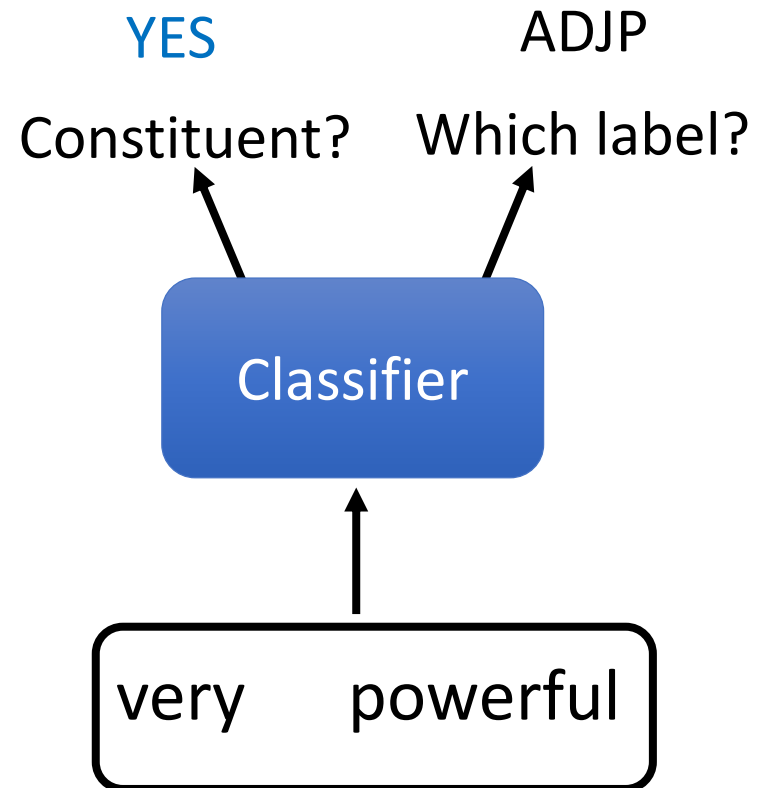 YES
ADJP
Constituent?
Which label?
Classifier
very powerful